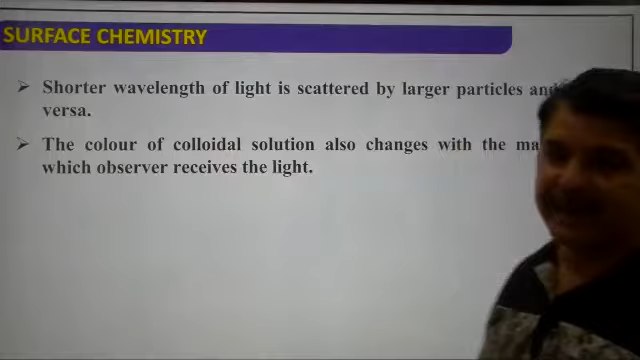 SURFACE CHEMISTRY
➢ Shorter wavelength of light is scattered by larger particles and
versa.
➢ The colour of colloidal solution also changes with the
which observer receives the light.